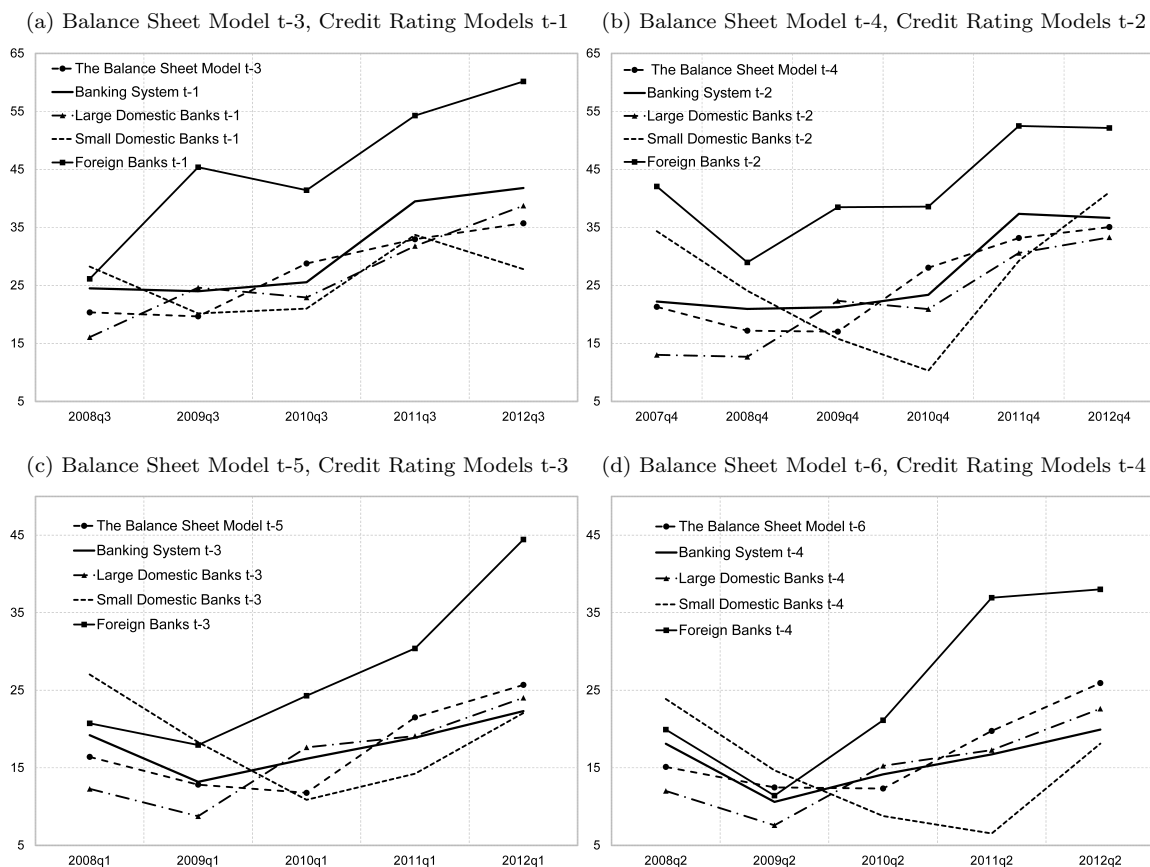 (a) Balance Sheet Model t-3, Credit Rating Models t-1
65
55
45
35
25
15
5
The Balance Sheet Model t-3
Banking System t-1
Large Domestic Banks t-1
Small Domestic Banks t-1
Foreign Banks t-1
2008q3 2009q3 2010q3 2011q3 2012q3
(b) Balance Sheet Model t-4, Credit Rating Models t-2
65
55
45
35
25
15
5
The Balance Sheet Model t-4
Banking System t-2
Large Domestic Banks t-2
Small Domestic Banks t-2
Foreign Banks t-2
2007q4 2008q4 2009q4 2010q4 2011q4 2012q4
(c) Balance Sheet Model t-5, Credit Rating Models t-3
45
35
25
15
5
The Balance Sheet Model t-5
Banking System t-3
Large Domestic Banks t-3
Small Domestic Banks t-3
Foreign Banks t-3
2008q1 2009q1 2010q1 2011q1 2012q1
(d) Balance Sheet Model t-6, Credit Rating Models t-4
45
35
25
15
5
The Balance Sheet Model t-6
Banking System t-4
Large Domestic Banks t-4
Small Domestic Banks t-4
Foreign Banks t-4
2008q2 2009q2 2010q2 2011q2 2012q2